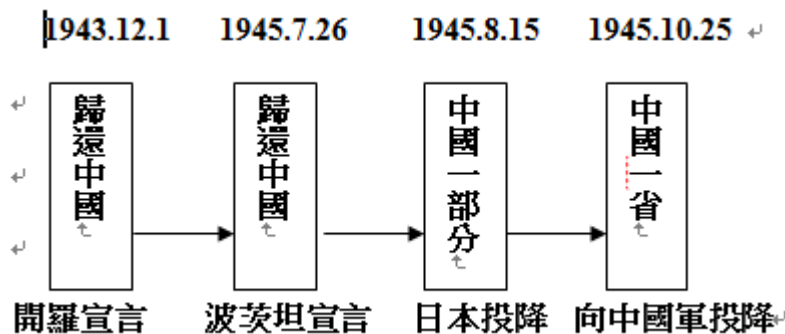 1943.12.1 1945.7.26 1945.8.15 1945.10.25
歸還中國
歸還中國
中國一部分
中國一省
開羅宣言 波茨坦宣言 日本投降 向中國軍投降